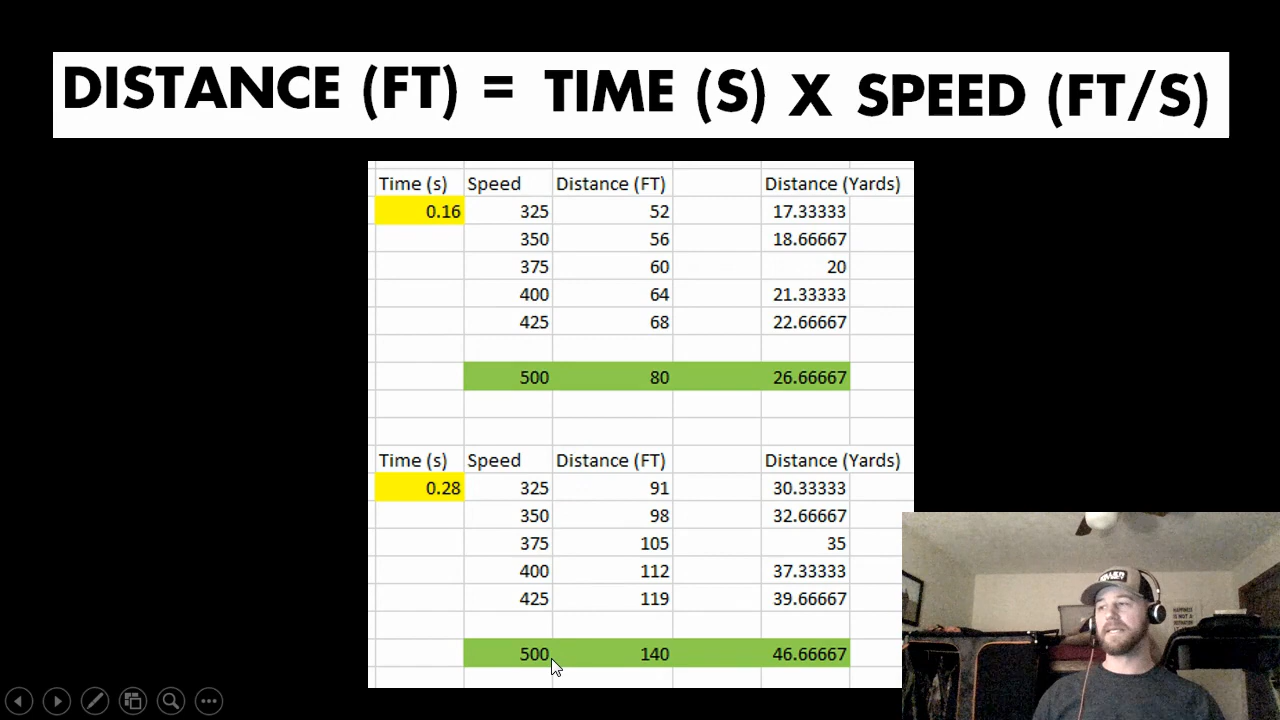 DISTANCE (FT) = TIME (S) X SPEED (FT/S)
Time (s) Speed Distance (FT) Distance (Yards)
0.16 325 52 17.33333
350 56 18.66667
375 60 20
400 64 21.33333
425 68 22.66667
500 80 26.66667
Time (s) Speed Distance (FT) Distance (Yards)
0.28 325 91 30.33333
350 98 32.66667
375 105 35
400 112 37.33333
425 119 39.66667
500 140 46.66667
HAPPINESS
IS NOT A